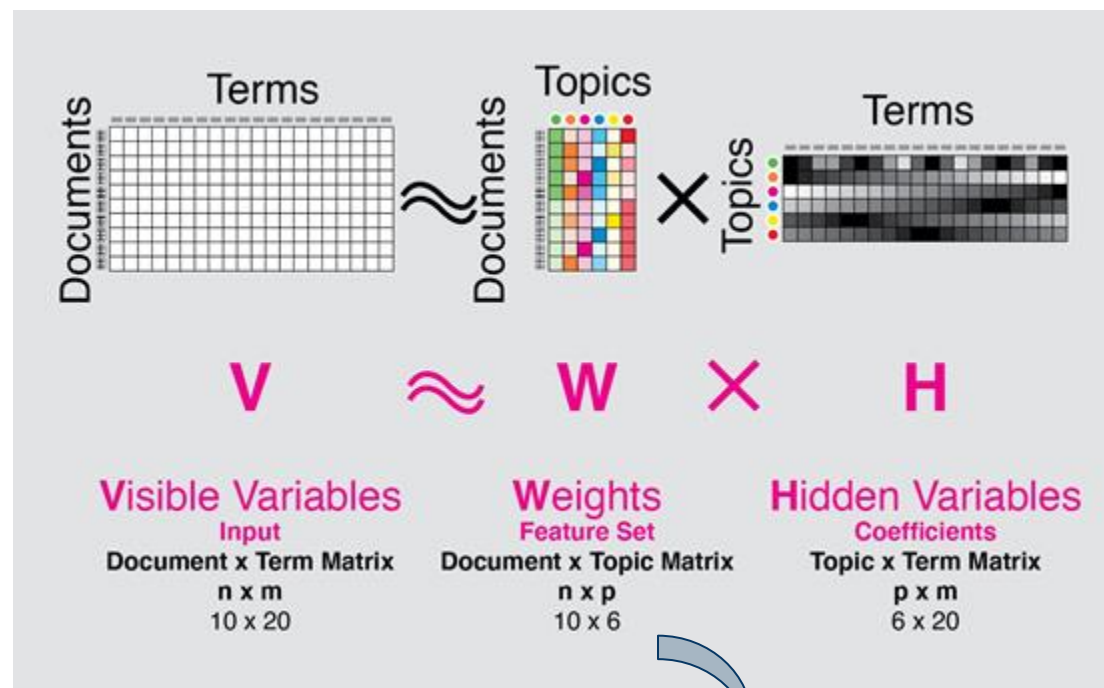 Terms
Documents
≈
Topics
Documents
×
Terms
Topics
V ≈ W × H
Visible Variables
Input
Document x Term Matrix
n x m
10 x 20
Weights
Feature Set
Document x Topic Matrix
n x p
10 x 6
Hidden Variables
Coefficients
Topic x Term Matrix
p x m
6 x 20